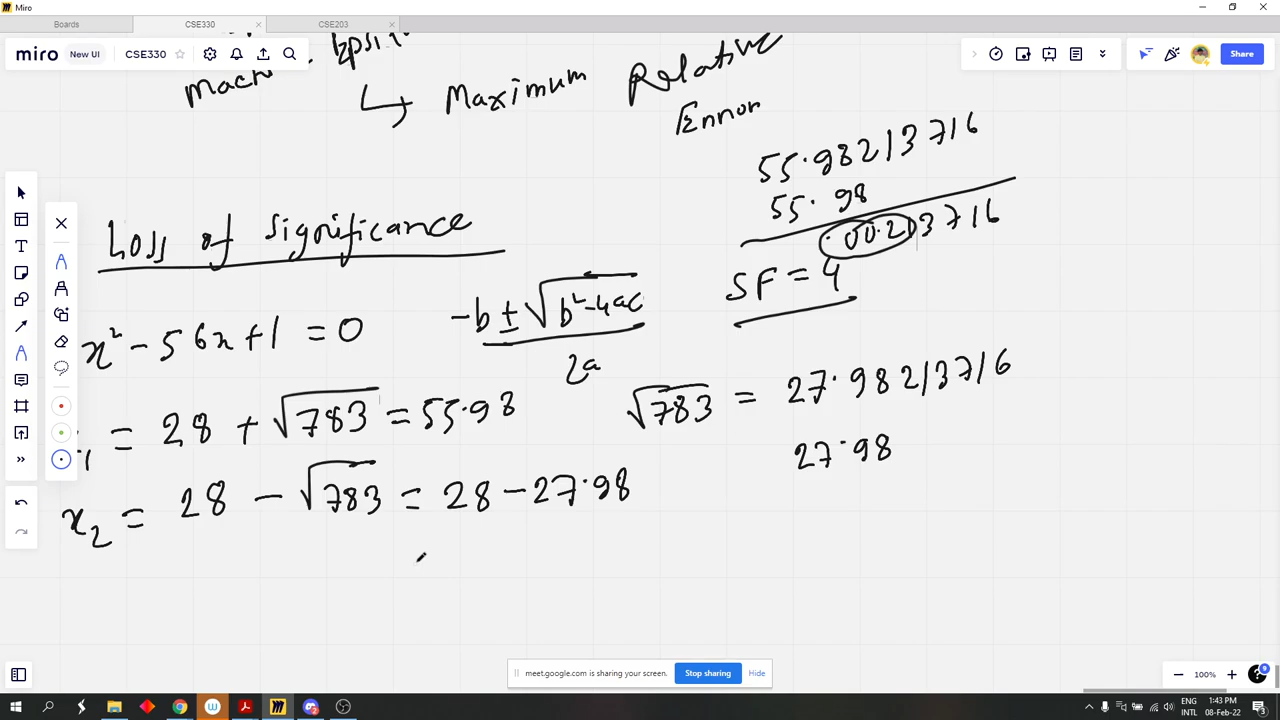 Miro
Boards
CSE330
CSE203
miro
New UI
CSE330
Share
Maximum Relative
Error
55.98213716
55.98
.00213716
SF = 4
Loss of significance
x² - 56x + 1 = 0
-b ± √b²-4ac
2a
= 28 + √783 = 55.98
√783 = 27.98213716
27.98
x₂ = 28 - √783 = 28 - 27.98
meet.google.com is sharing your screen.
Stop sharing
Hide
100%
9
ENG
INTL
1:43 PM
08-Feb-22
3